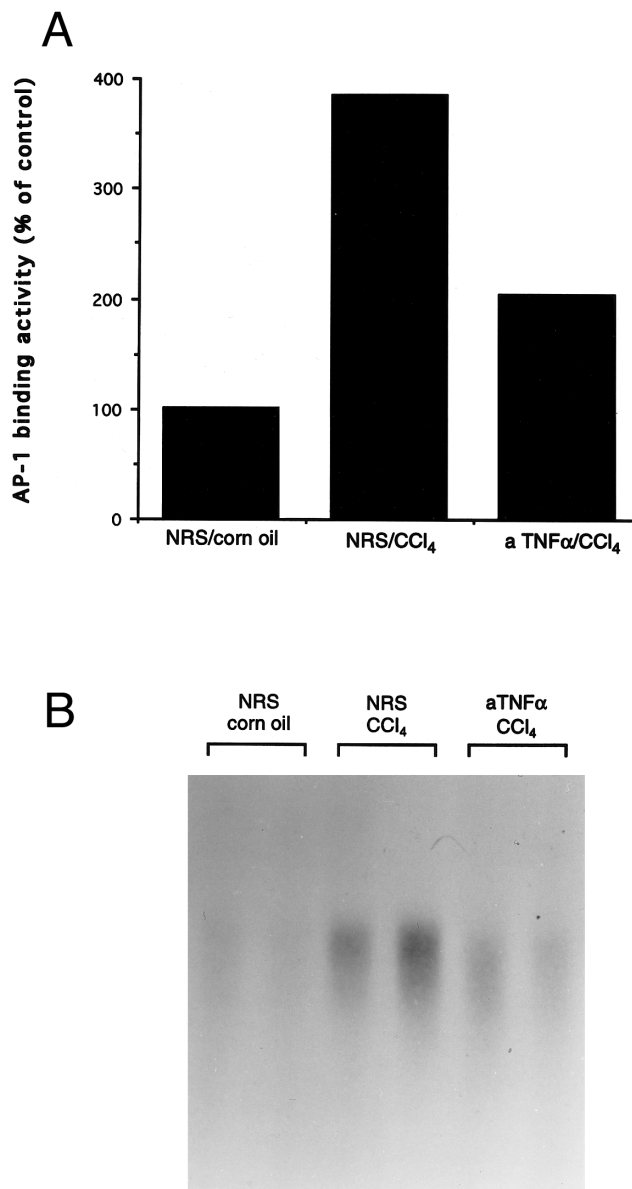 A
AP-1 binding activity (% of control)
400
300
200
100
0
NRS/corn oil
NRS/CCl₄
a TNFα/CCl₄
B
NRS
corn oil
NRS
CCl₄
aTNFα
CCl₄